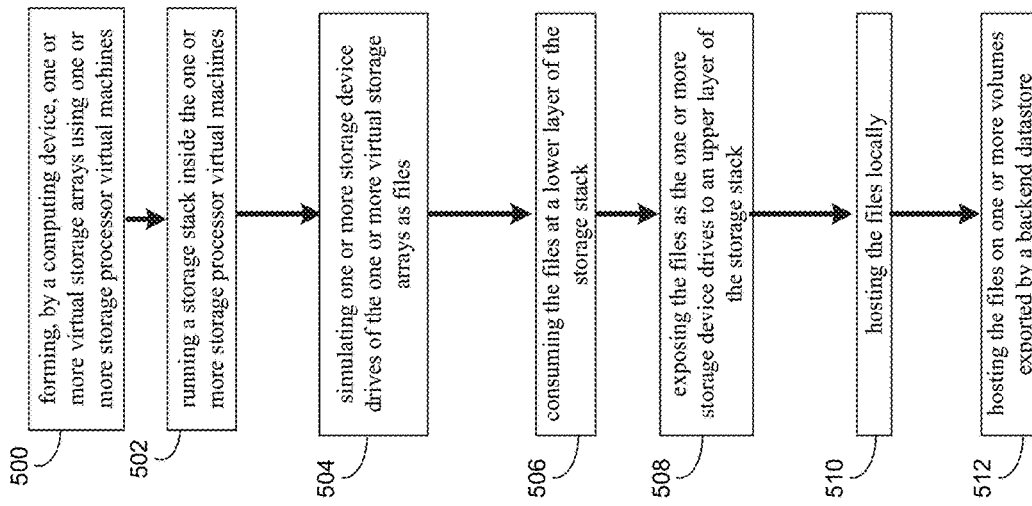 500
forming, by a computing device, one or
more virtual storage arrays using one or
more storage processor virtual machines
502
running a storage stack inside the one or
more storage processor virtual machines
504
simulating one or more storage device
drives of the one or more virtual storage
arrays as files
506
consuming the files at a lower layer of the
storage stack
508
exposing the files as the one or more
storage device drives to an upper layer of
the storage stack
510
hosting the files locally
512
hosting the files on one or more volumes
exported by a backend datastore